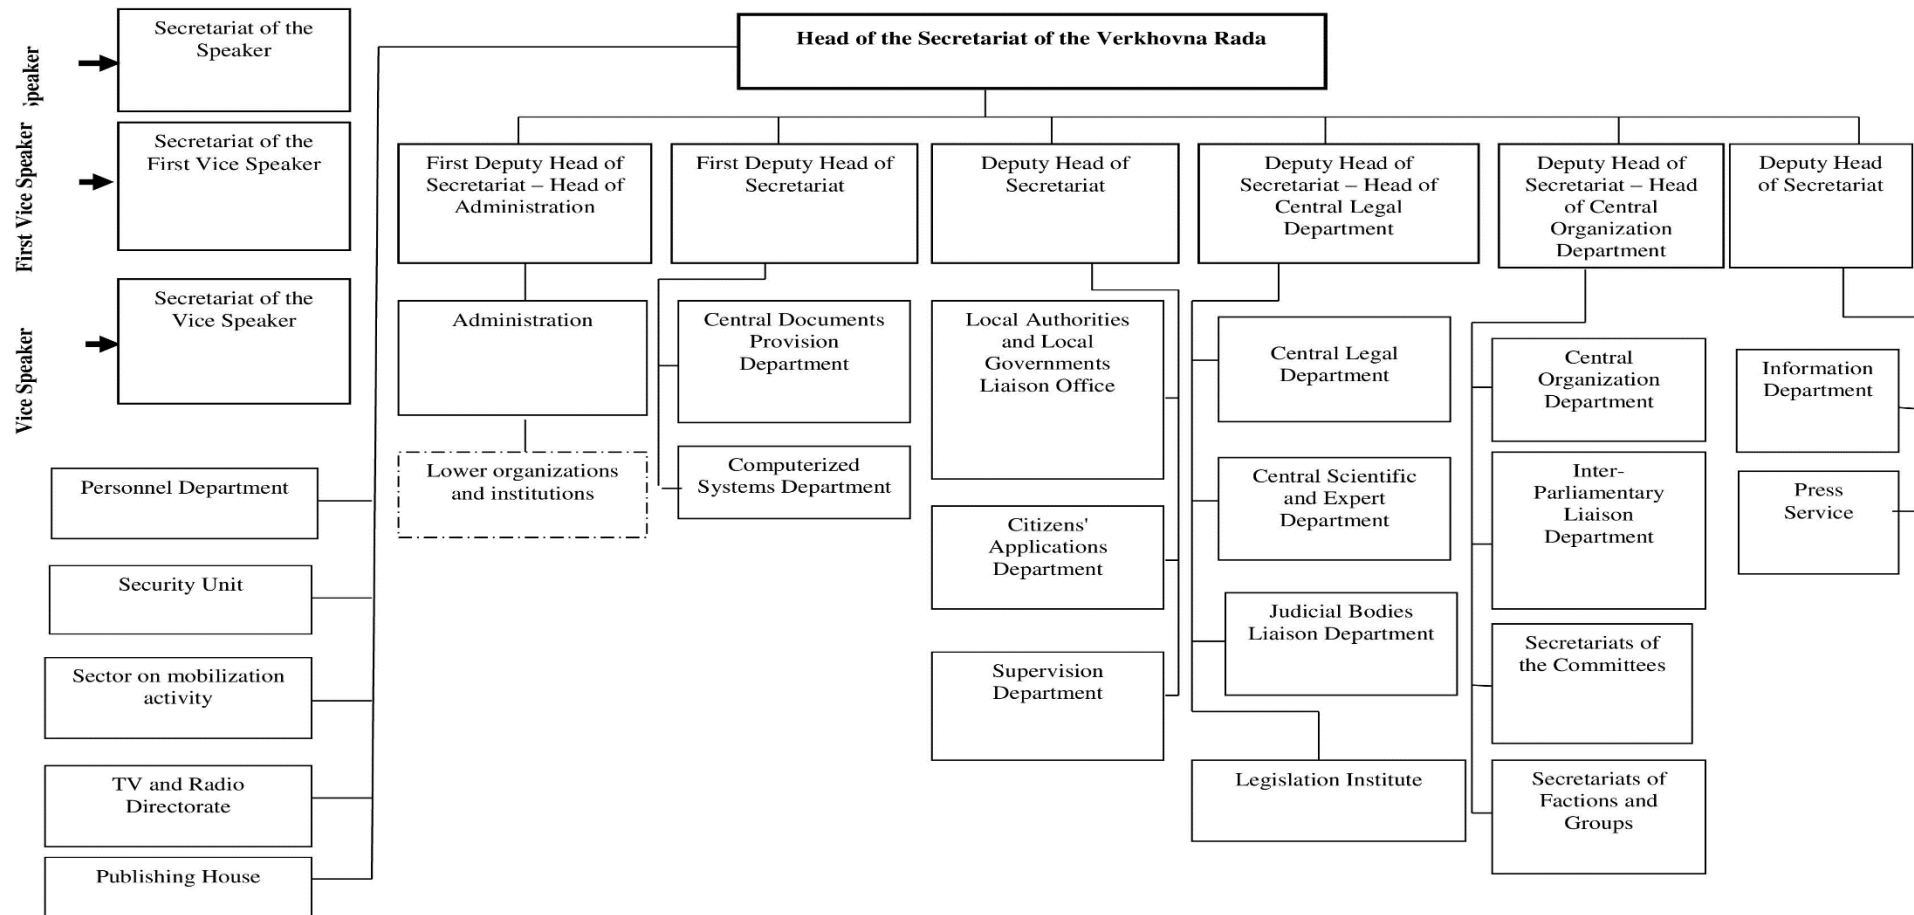 Secretariat of the
Speaker
Speaker
Secretariat of the
First Vice Speaker
First Vice Speaker
Secretariat of the
Vice Speaker
Vice Speaker
Head of the Secretariat of the Verkhovna Rada
First Deputy Head of
Secretariat – Head of
Administration
First Deputy Head of
Secretariat
Deputy Head of
Secretariat
Deputy Head of
Secretariat – Head of
Central Legal
Department
Deputy Head of
Secretariat – Head
of Central
Organization
Department
Deputy Head
of Secretariat
Administration
Lower organizations
and institutions
Central Documents
Provision
Department
Computerized
Systems Department
Local Authorities
and Local
Governments
Liaison Office
Citizens'
Applications
Department
Supervision
Department
Central Legal
Department
Central Scientific
and Expert
Department
Judicial Bodies
Liaison Department
Legislation Institute
Central
Organization
Department
Inter-
Parliamentary
Liaison
Department
Secretariats of
the Committees
Secretariats of
Factions and
Groups
Information
Department
Press
Service
Personnel Department
Security Unit
Sector on mobilization
activity
TV and Radio
Directorate
Publishing House